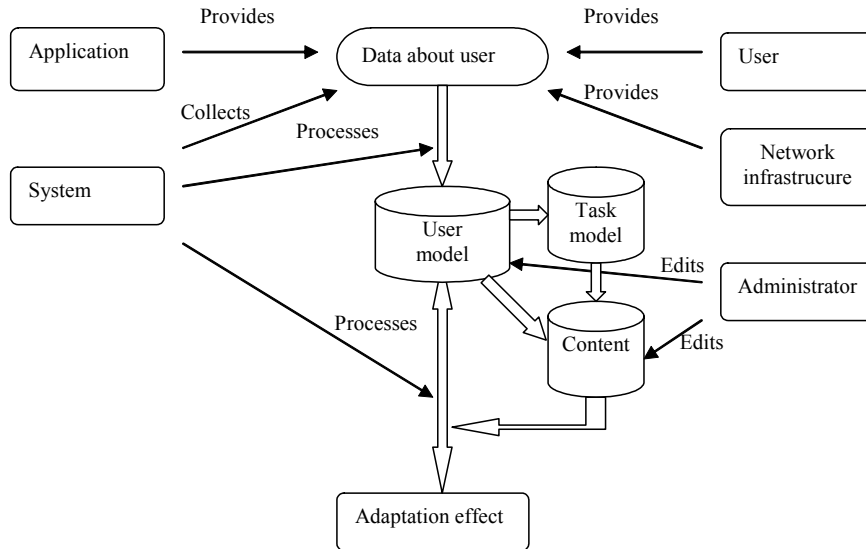 Provides
Provides
Application
Data about user
User
Provides
Collects
Processes
Network
infrastrucure
System
Task
model
User
model
Edits
Administrator
Processes
Content
Edits
Adaptation effect